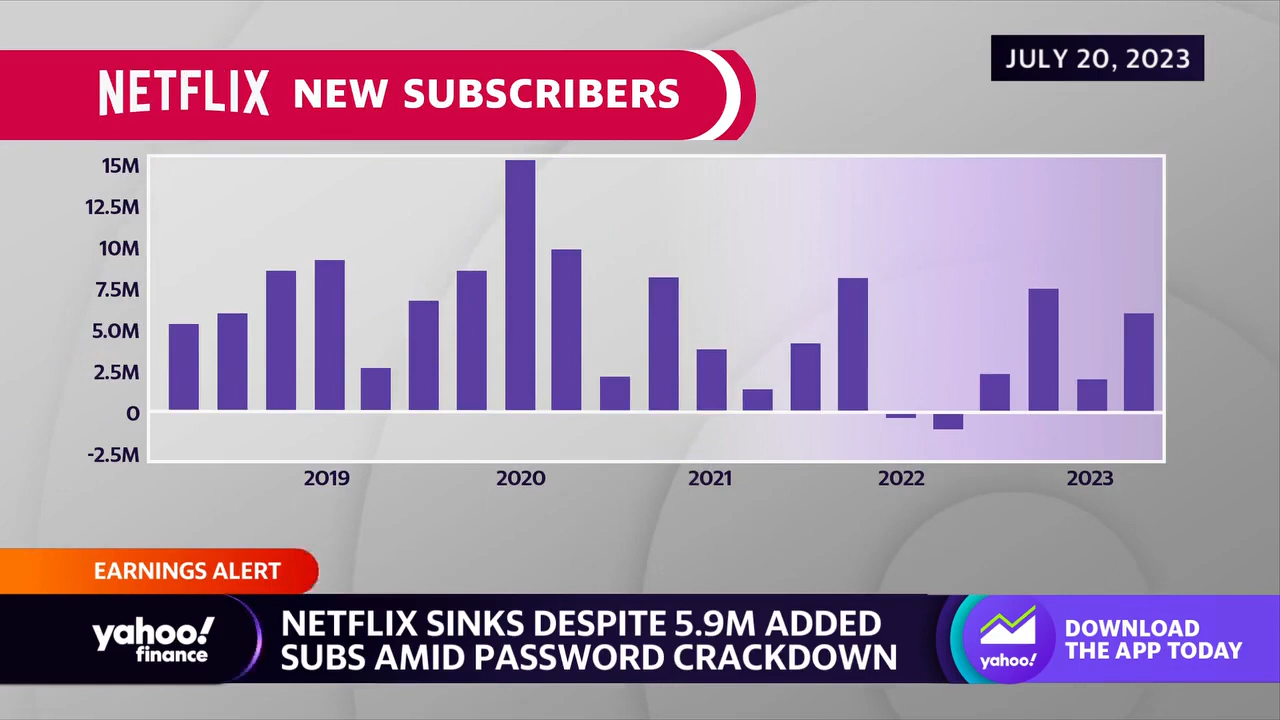 JULY 20, 2023
NETFLIX NEW SUBSCRIBERS
15M
12.5M
10M
7.5M
5.0M
2.5M
0
-2.5M
2019 2020 2021 2022 2023
EARNINGS ALERT
yahoo!
finance
NETFLIX SINKS DESPITE 5.9M ADDED
SUBS AMID PASSWORD CRACKDOWN
yahoo!
DOWNLOAD
THE APP TODAY